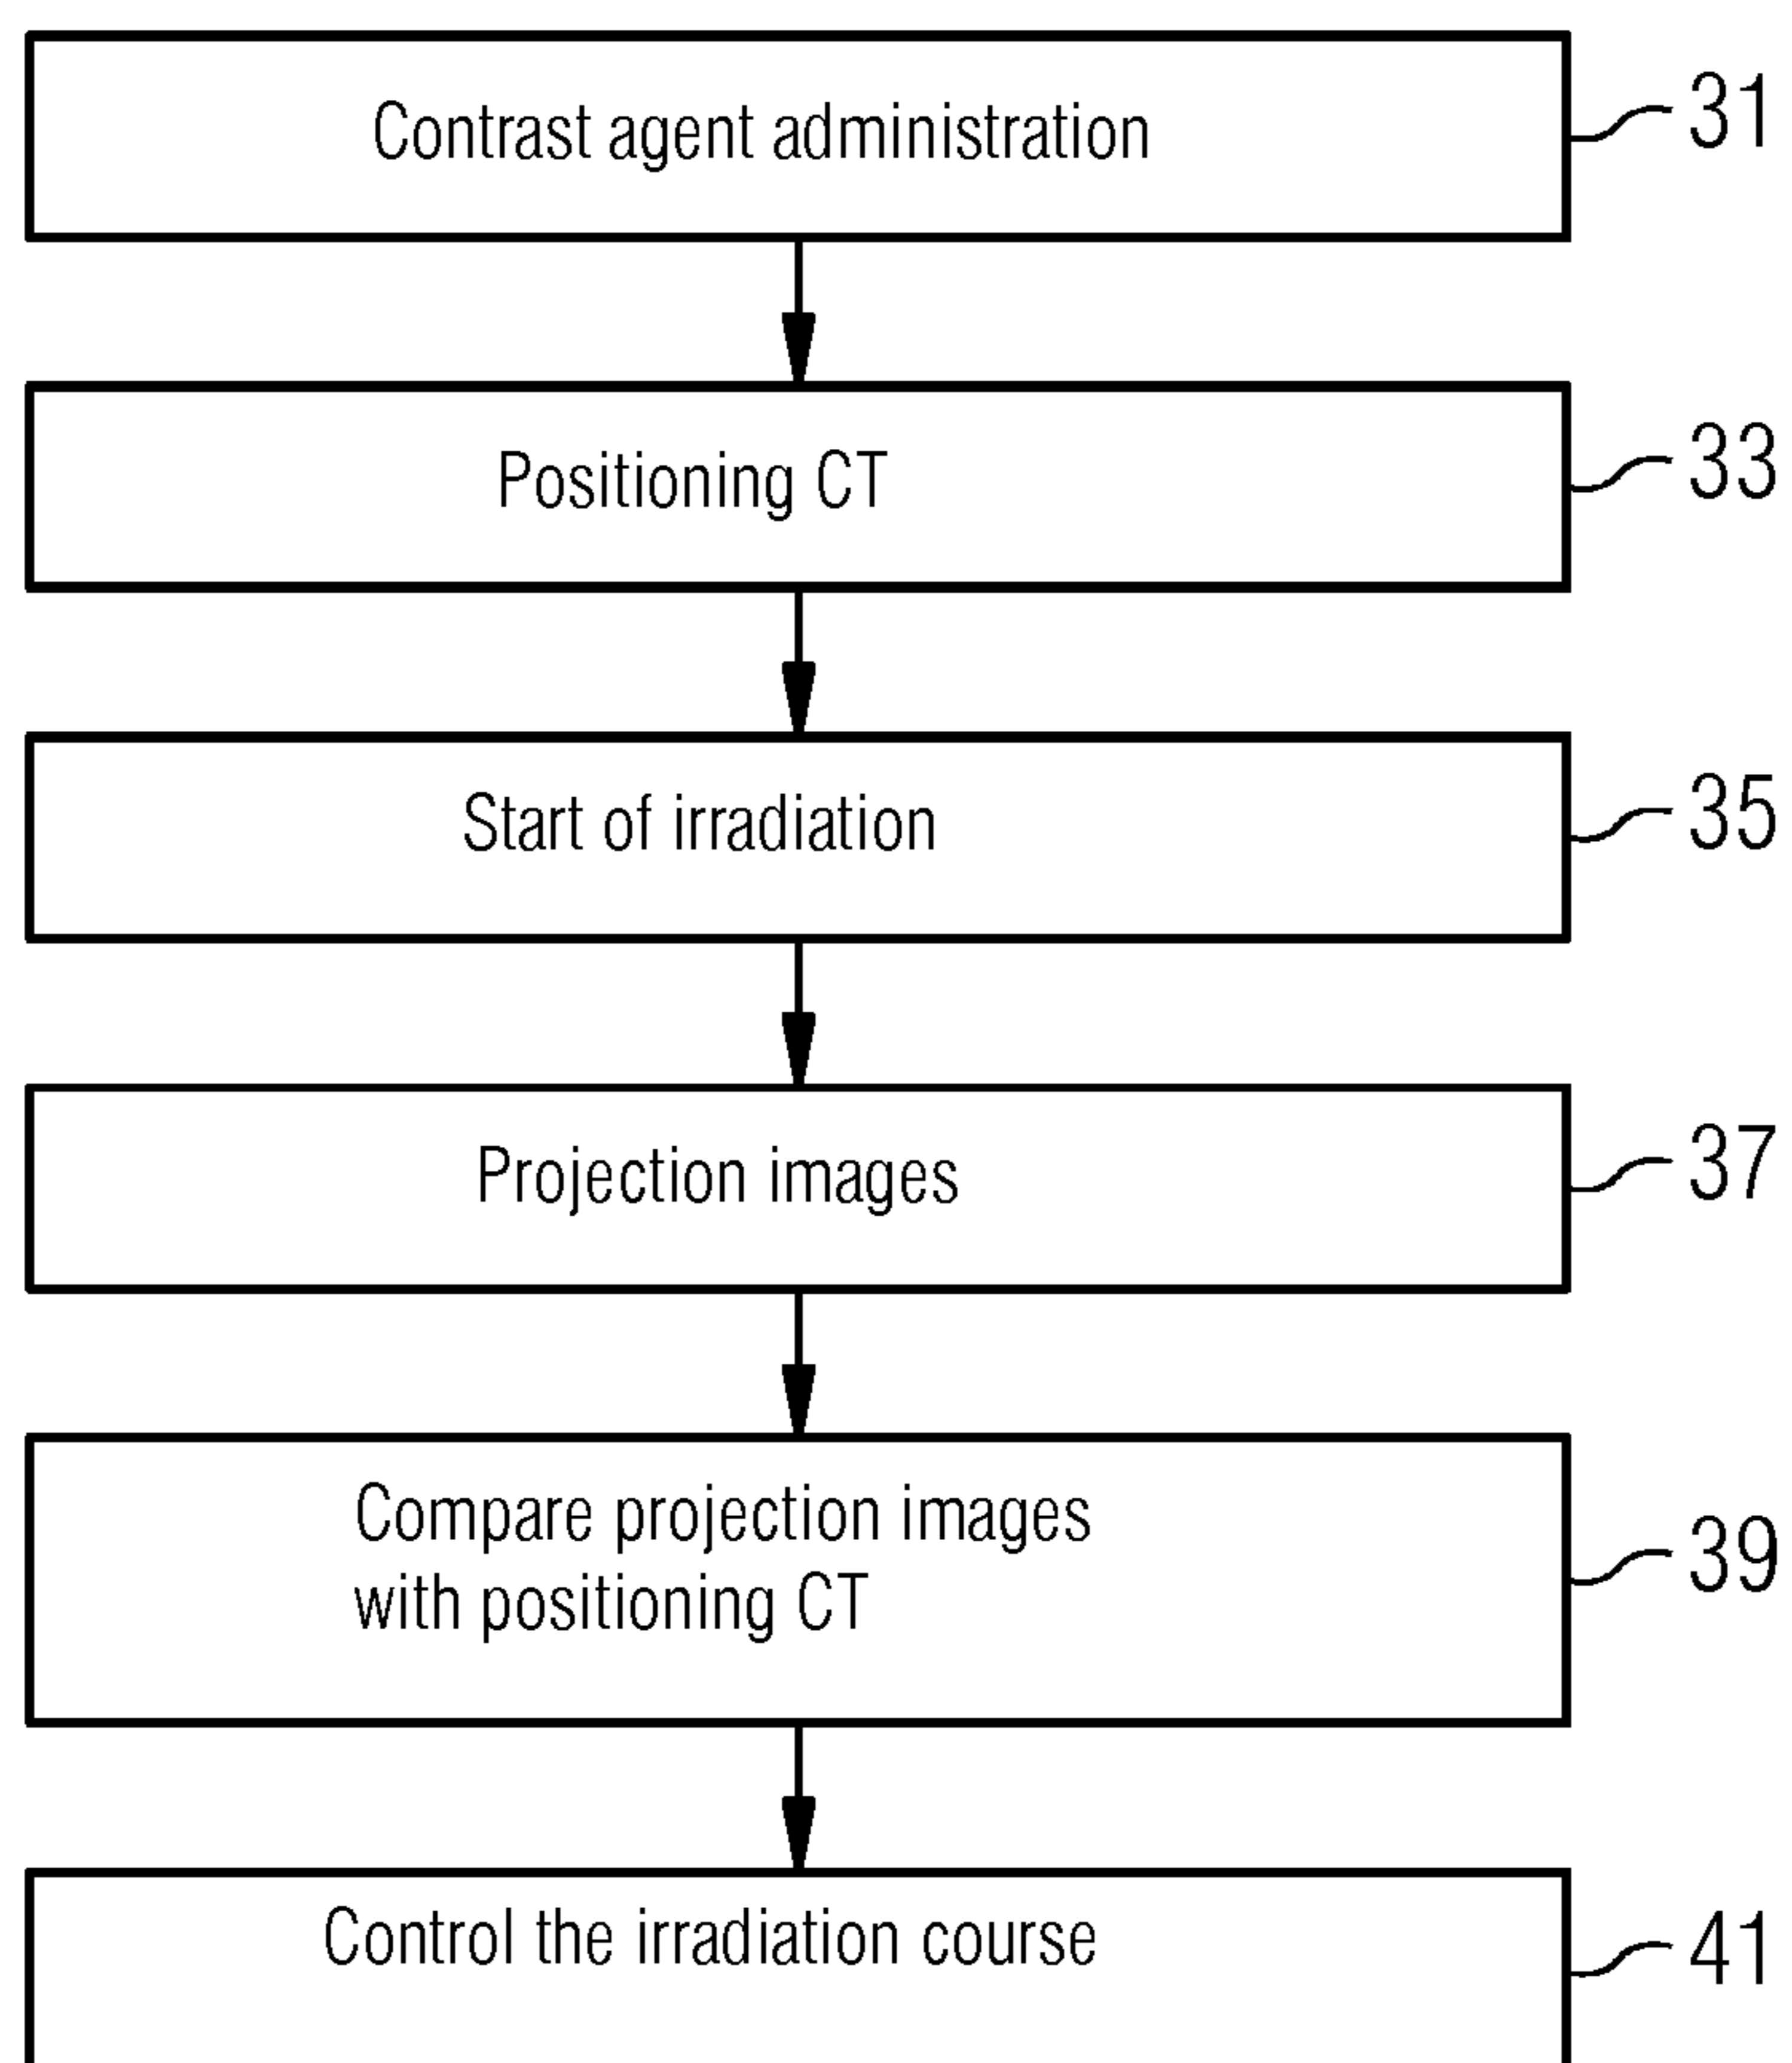 Contrast agent administration
31
Positioning CT
33
Start of irradiation
35
Projection images
37
Compare projection images
with positioning CT
39
Control the irradiation course
41